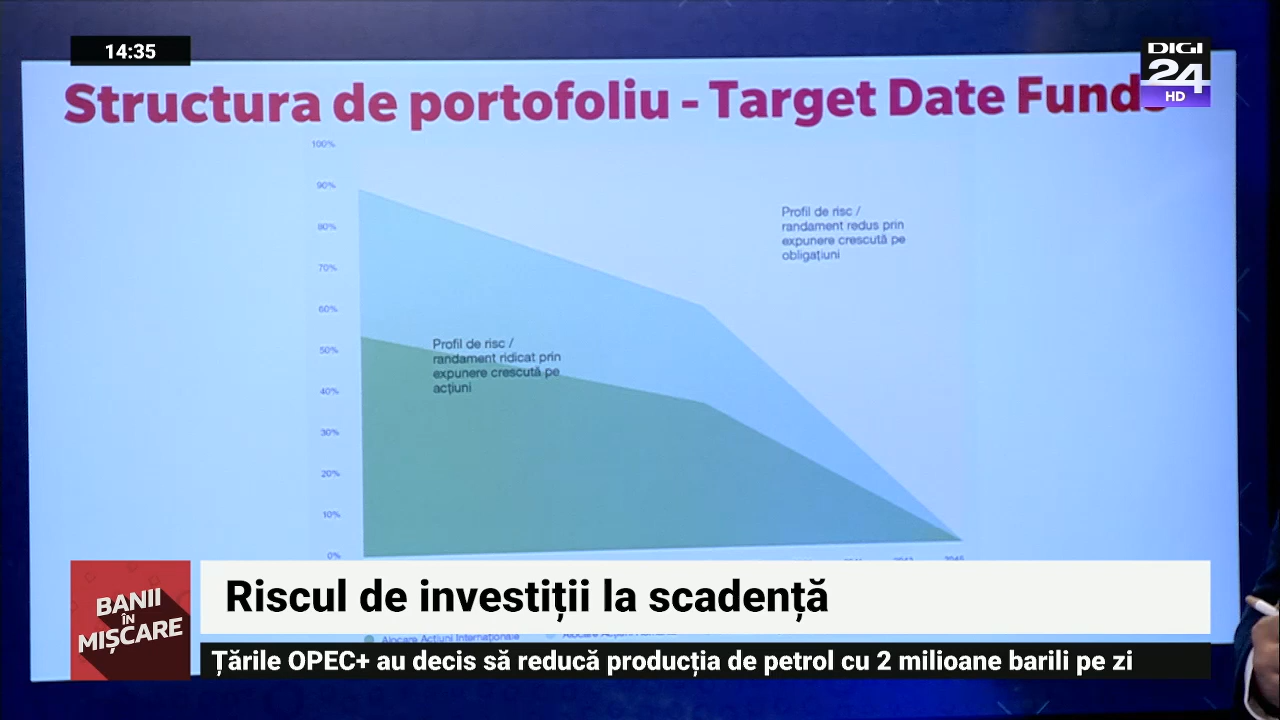 14:35
DIGI
24
HD
Structura de portofoliu - Target Date Funds
100%
90%
80%
70%
60%
50%
40%
30%
20%
10%
0%
Profil de risc /
randament redus prin
expunere crescută pe
obligațiuni
Profil de risc /
randament ridicat prin
expunere crescută pe
acțiuni
Alocare Acțiuni Internaționale
BANII
ÎN
MIȘCARE
Riscul de investiții la scadență
Țările OPEC+ au decis să reducă producția de petrol cu 2 milioane barili pe zi